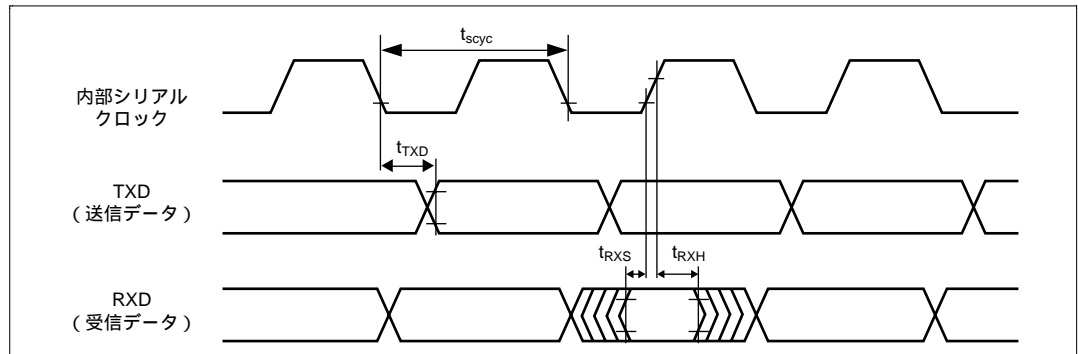 tscyc
内部シリアル
クロック
tTXD
TXD
（送信データ）
tRXS tRXH
RXD
（受信データ）